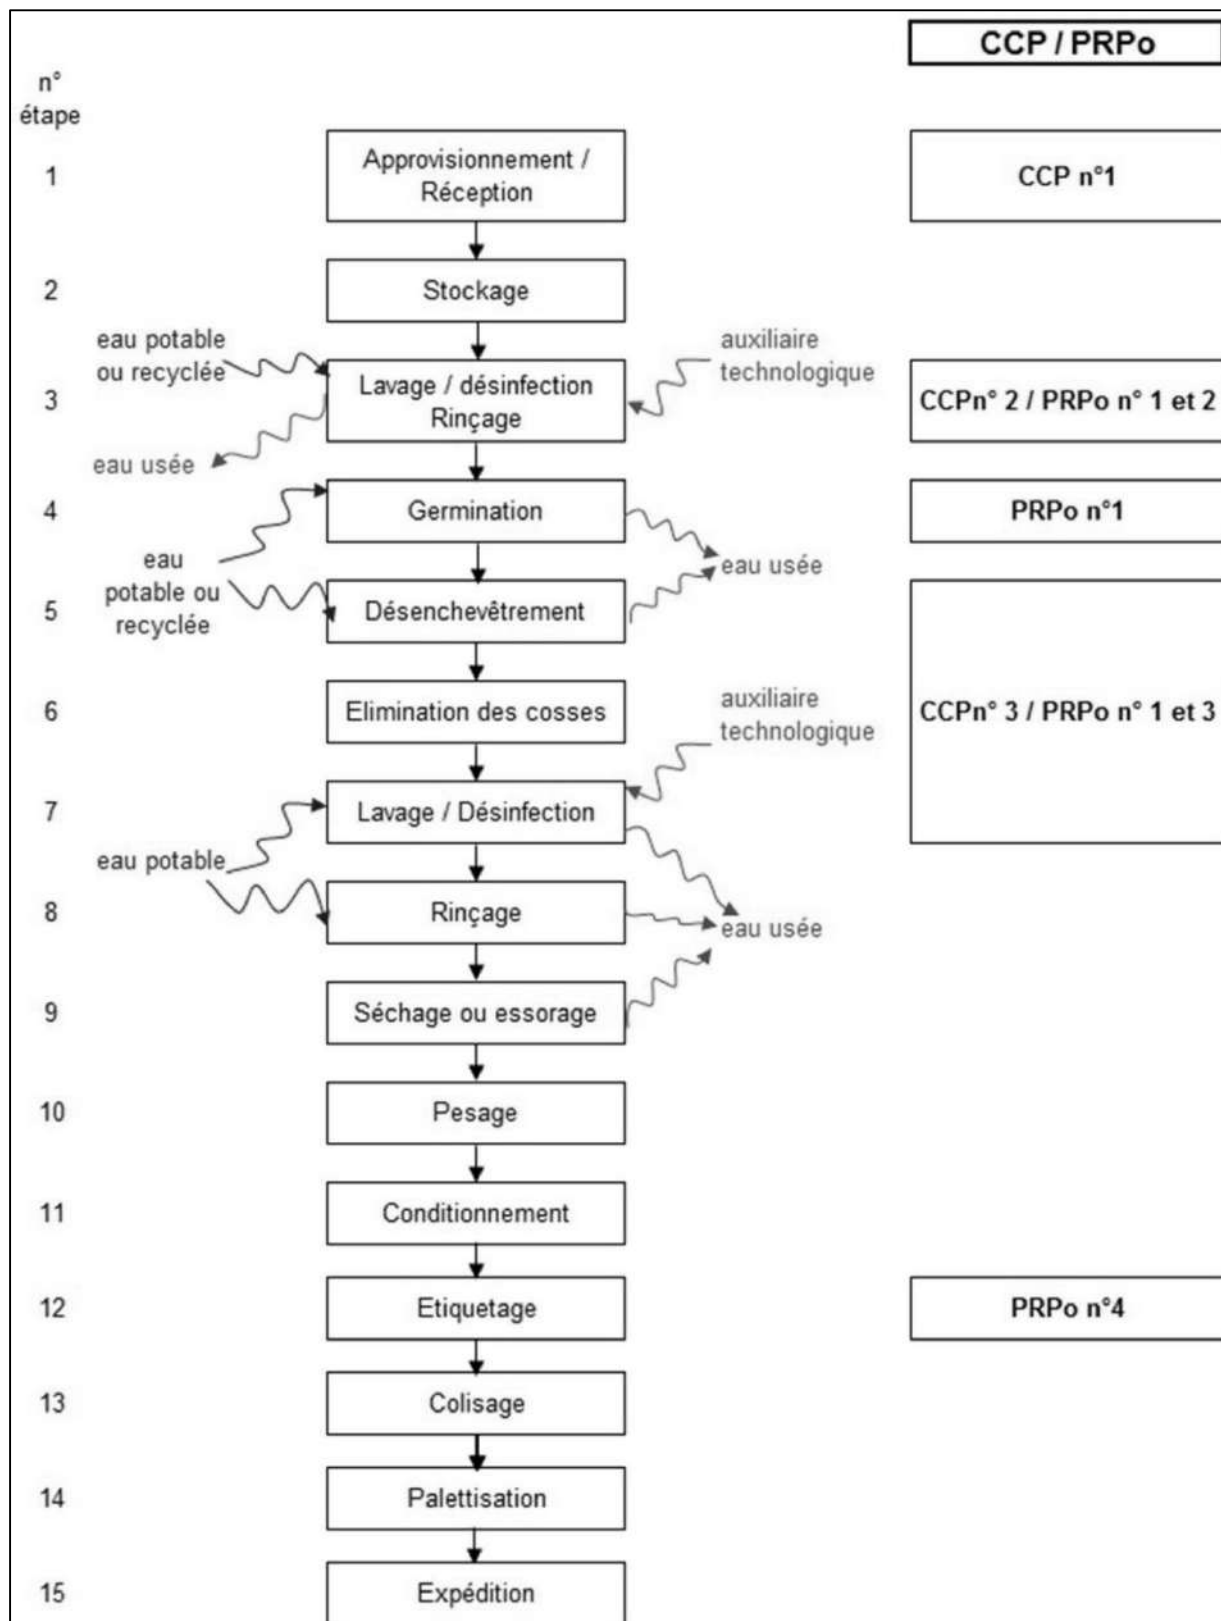 CCP / PRPo
n°
étape
1
Approvisionnement /
Réception
CCP n°1
2
Stockage
eau potable
ou recyclée
auxiliaire
technologique
3
Lavage / désinfection
Rinçage
CCPn° 2 / PRPo n° 1 et 2
eau usée
4
Germination
PRPo n°1
eau
potable ou
recyclée
eau usée
5
Désenchevêtrement
6
Elimination des cosses
auxiliaire
technologique
CCPn° 3 / PRPo n° 1 et 3
7
Lavage / Désinfection
eau potable
8
Rinçage
eau usée
9
Séchage ou essorage
10
Pesage
11
Conditionnement
12
Etiquetage
PRPo n°4
13
Colisage
14
Palettisation
15
Expédition